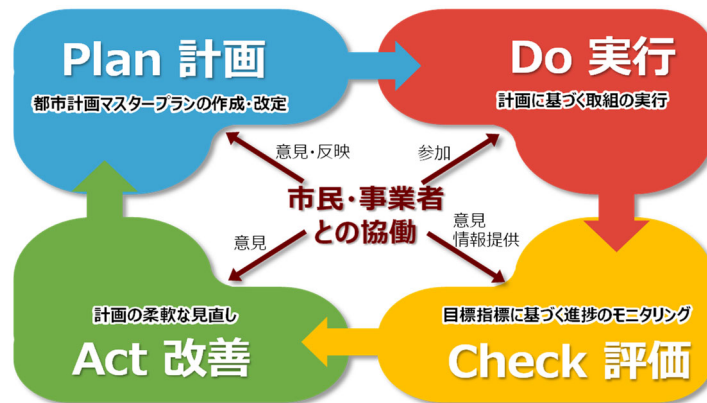 Plan 計画
都市計画マスタープランの作成・改定
Do 実行
計画に基づく取組の実行
意見・反映
参加
市民・事業者
との協働
意見
意見
情報提供
計画の柔軟な見直し
Act 改善
目標指標に基づく進捗のモニタリング
Check 評価